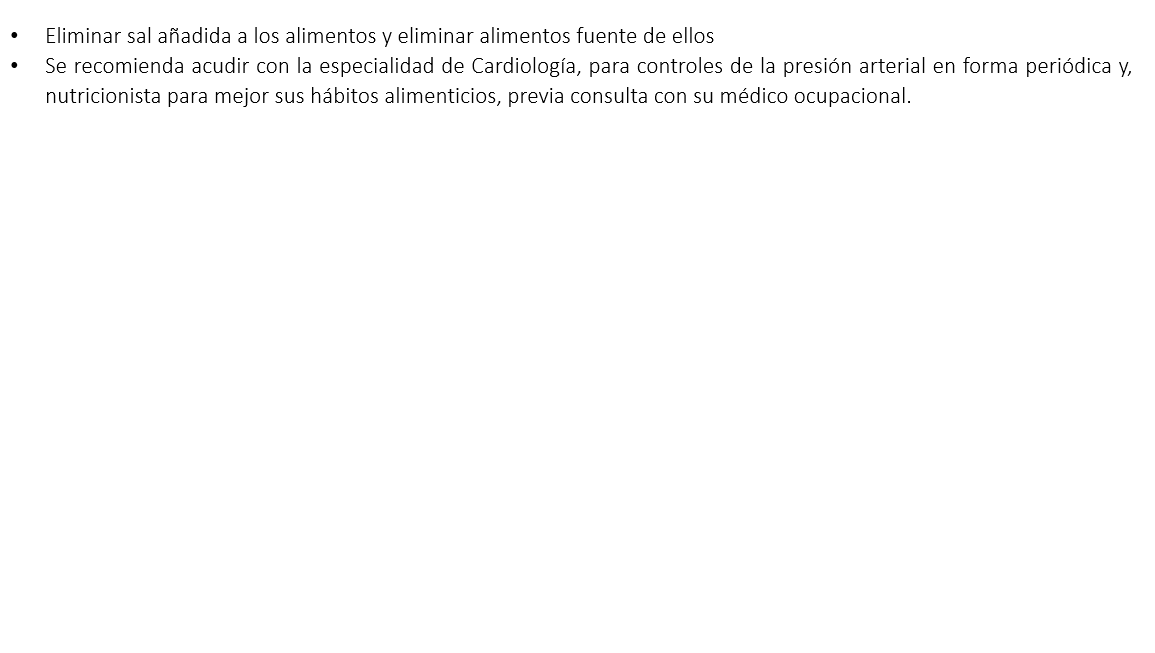 • Eliminar sal añadida a los alimentos y eliminar alimentos fuente de ellos
• Se recomienda acudir con la especialidad de Cardiología, para controles de la presión arterial en forma periódica y,
nutricionista para mejor sus hábitos alimenticios, previa consulta con su médico ocupacional.